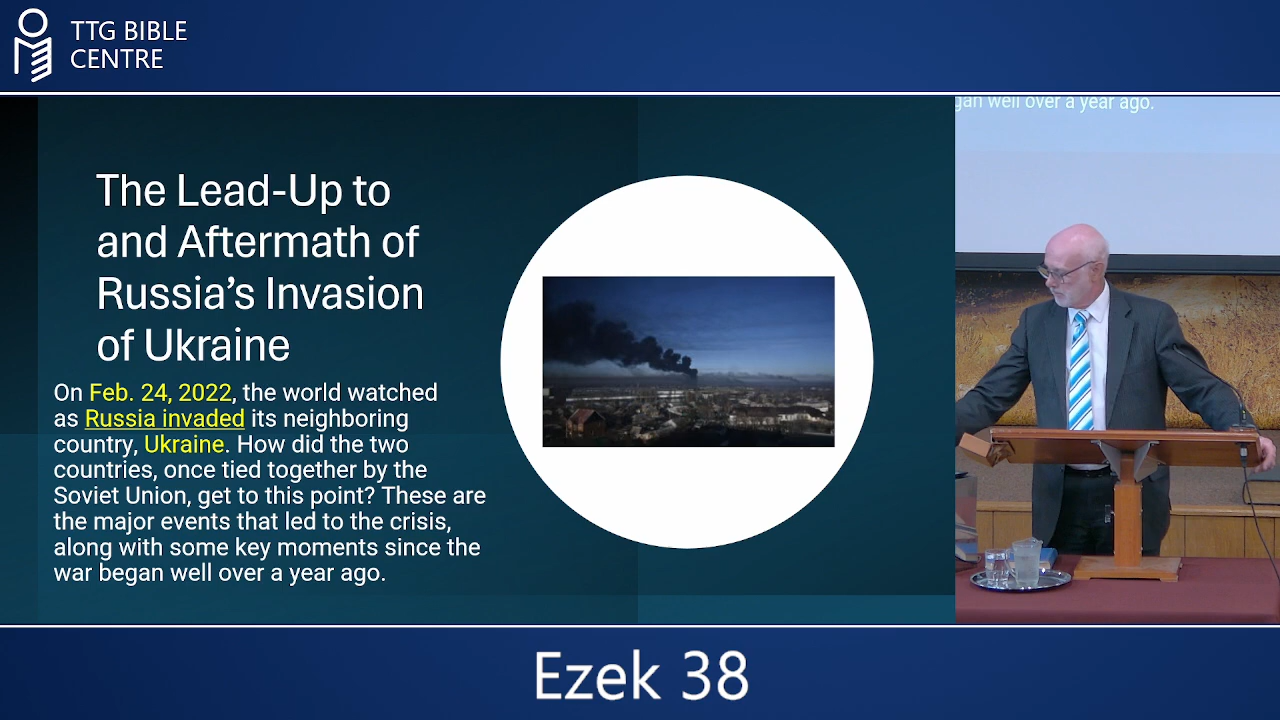 TTG BIBLE
CENTRE
The Lead-Up to
and Aftermath of
Russia’s Invasion
of Ukraine
On Feb. 24, 2022, the world watched
as Russia invaded its neighboring
country, Ukraine. How did the two
countries, once tied together by the
Soviet Union, get to this point? These are
the major events that led to the crisis,
along with some key moments since the
war began well over a year ago.
gan well over a year ago.
Ezek 38